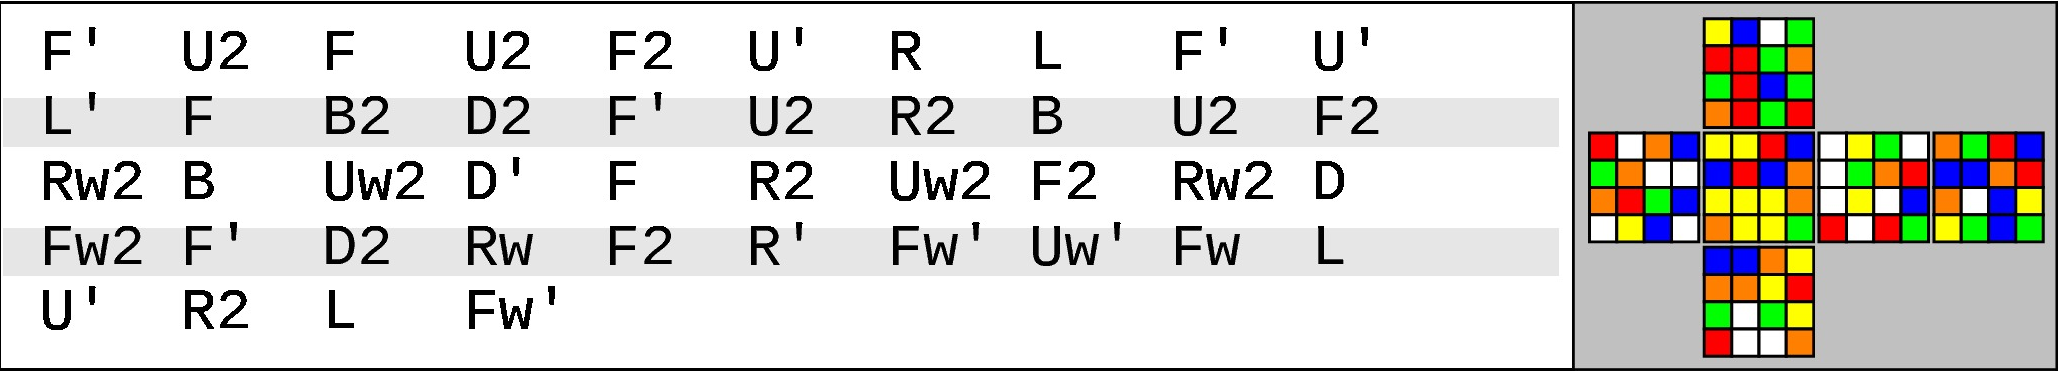 F' U2 F U2 F2 U' R L F' U'
L' F B2 D2 F' U2 R2 B U2 F2
Rw2 B Uw2 D' F R2 Uw2 F2 Rw2 D
Fw2 F' D2 Rw F2 R' Fw' Uw' Fw L
U' R2 L Fw'